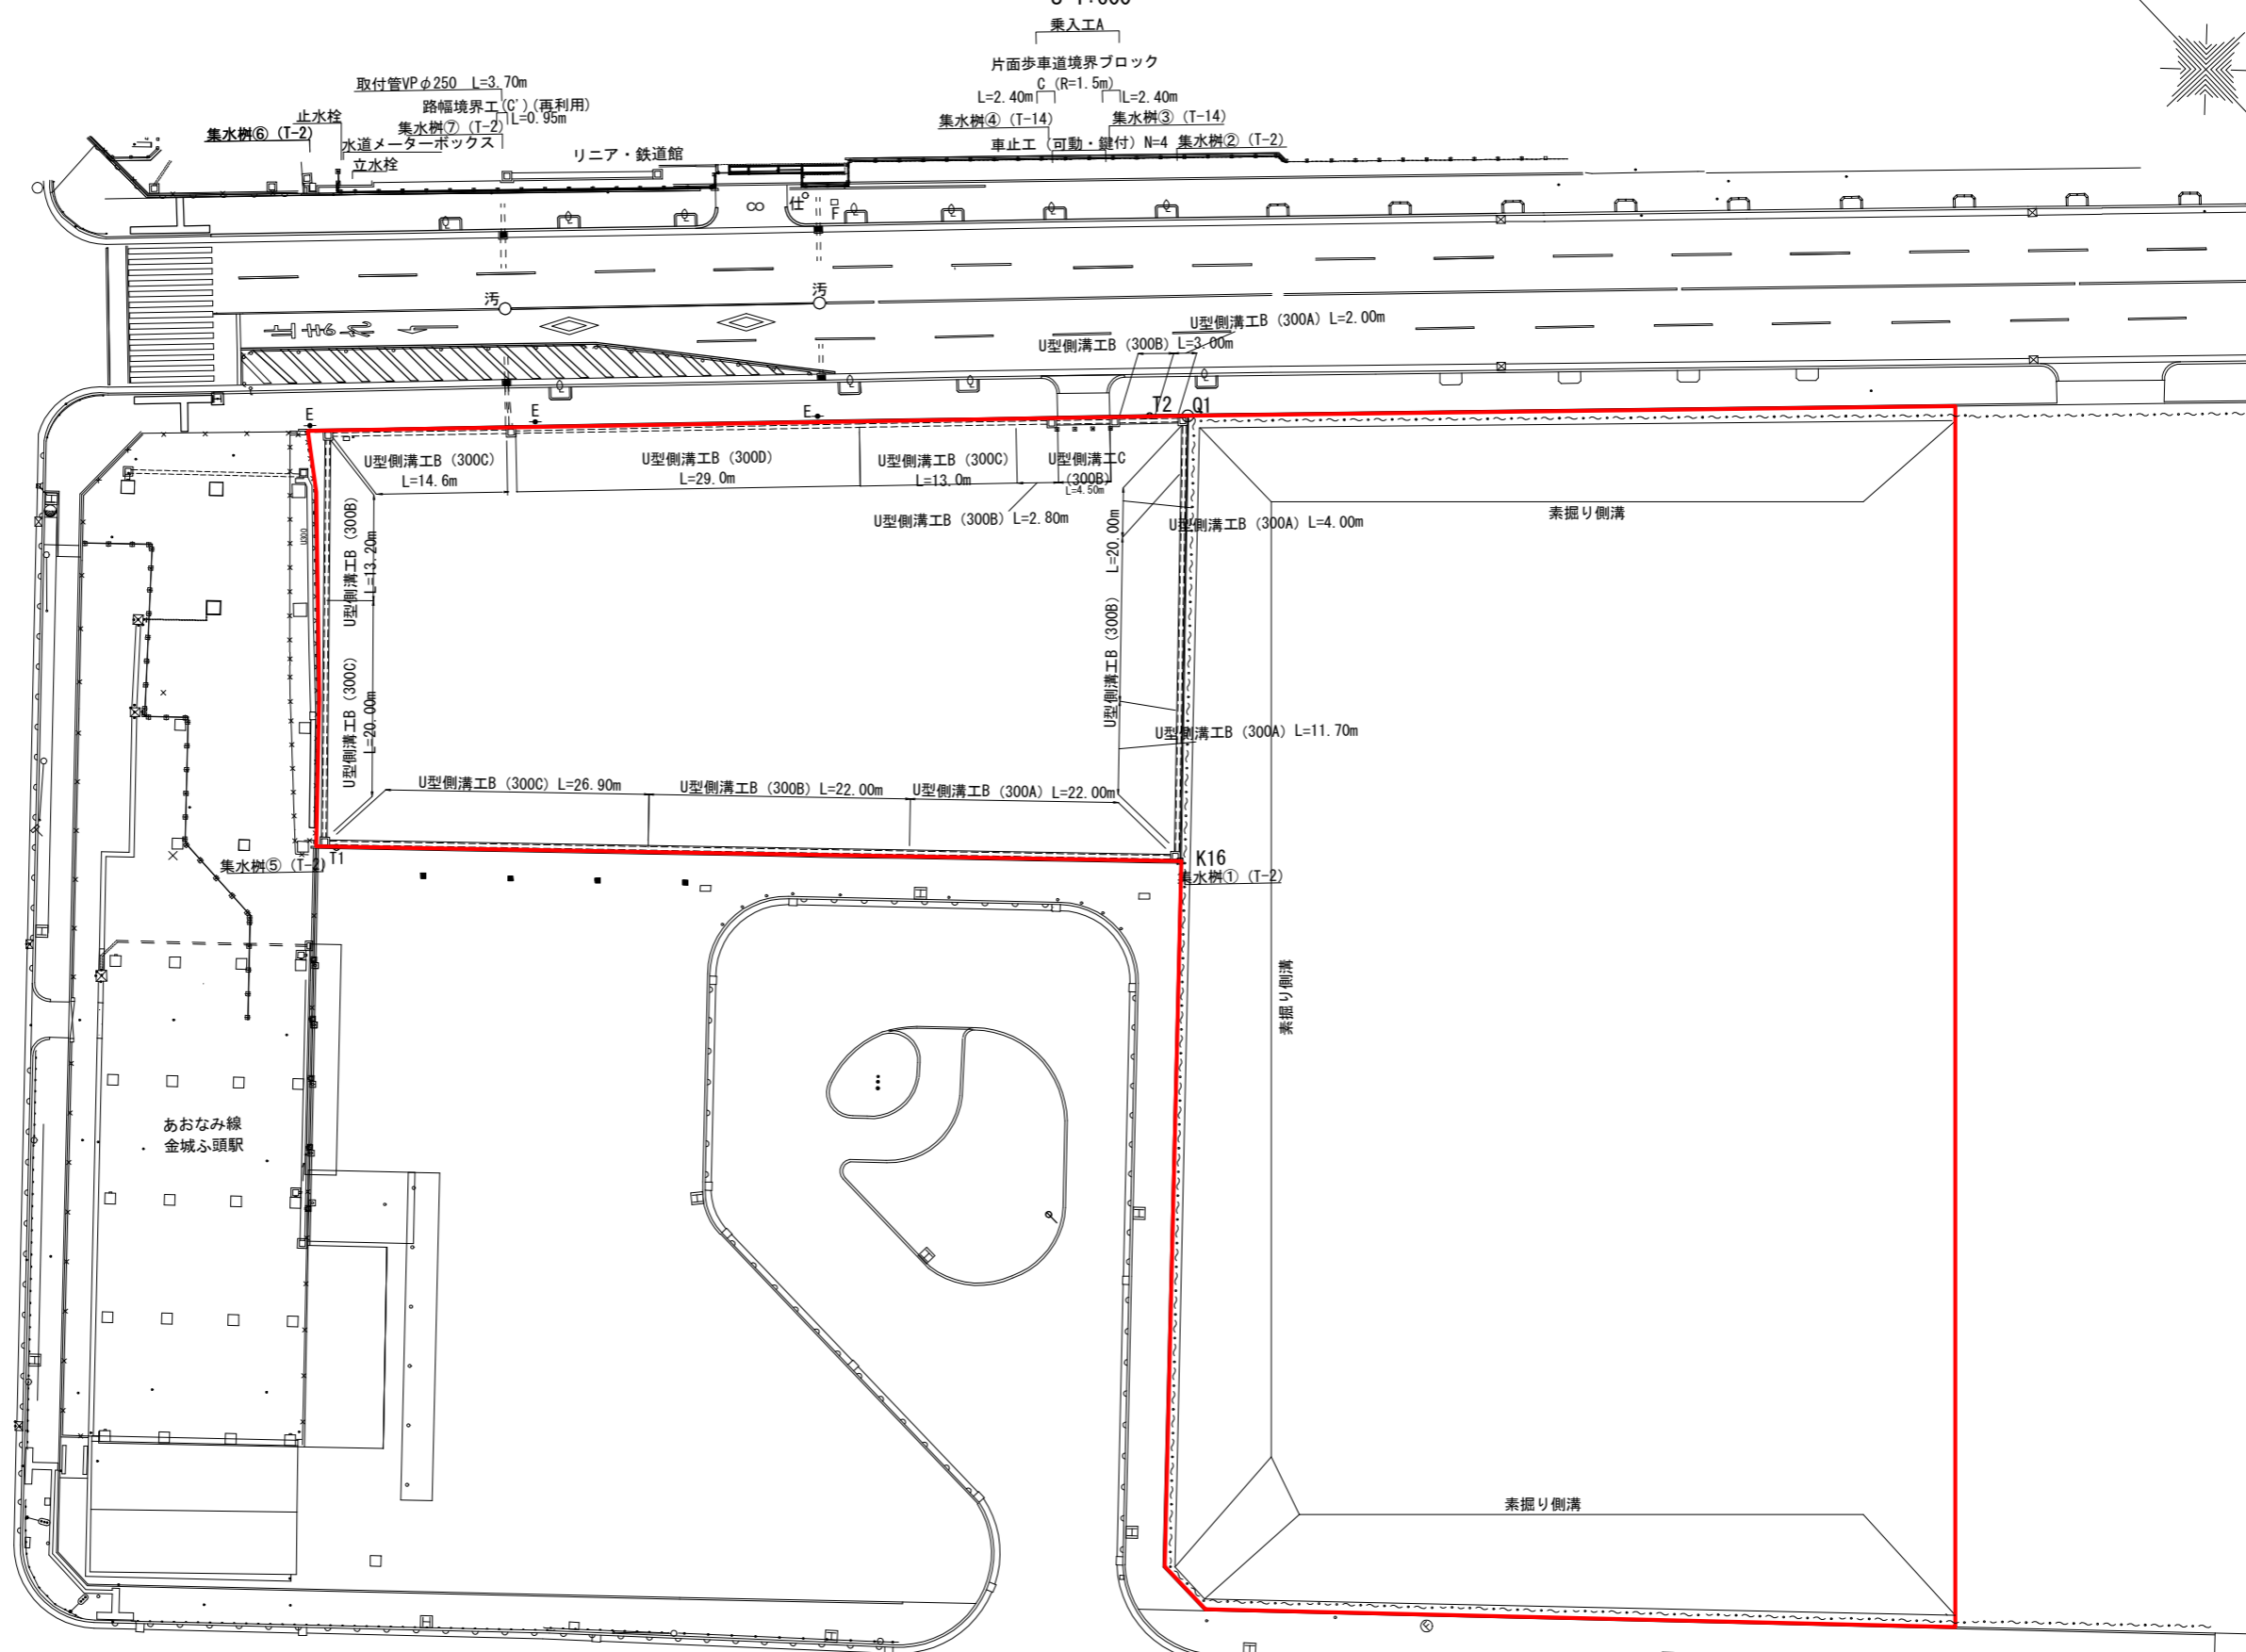 乗入工A
片面歩車道境界ブロック
C (R=1.5m)
L=2.40m
L=2.40m
取付管VPφ250 L=3.70m
路幅境界工(C')(再利用)
L=0.95m
止水栓
集水桝⑥ (T-2)
集水桝⑦ (T-2)
水道メーターボックス
立水栓
リニア・鉄道館
集水桝④ (T-14)
集水桝③ (T-14)
車止工 (可動・鍵付) N=4
集水桝② (T-2)
仕
F
汚
汚
U型側溝工B (300A) L=2.00m
U型側溝工B (300B) L=3.00m
E
E
E
T2
Q1
U型側溝工B (300C)
L=14.6m
U型側溝工B (300D)
L=29.0m
U型側溝工B (300C)
L=13.0m
U型側溝工C
(300B)
L=4.50m
U型側溝工B (300B) L=2.80m
U型側溝工B (300A) L=4.00m
素掘り側溝
U300
U型側溝工B (300B)
L=13.20m
U型側溝工B (300C)
L=20.00m
U型側溝工B (300B)
L=20.00m
U型側溝工B (300A) L=11.70m
U型側溝工B (300C) L=26.90m
U型側溝工B (300B) L=22.00m
U型側溝工B (300A) L=22.00m
集水桝⑤ (T-2)
T1
K16
集水桝① (T-2)
素掘り側溝
あおなみ線
金城ふ頭駅
素掘り側溝